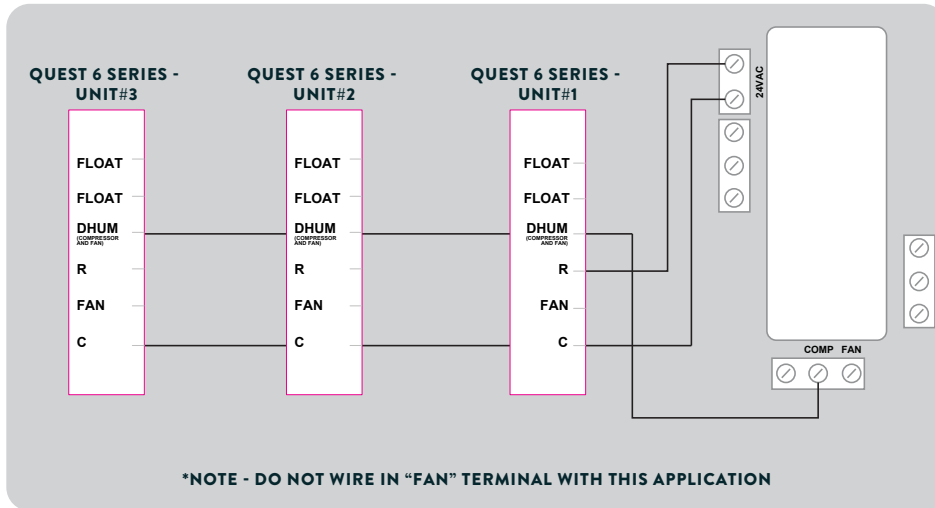 QUEST 6 SERIES -
UNIT#3
FLOAT
FLOAT
DHUM
(COMPRESSOR
AND FAN)
R
FAN
C
QUEST 6 SERIES -
UNIT#2
FLOAT
FLOAT
DHUM
(COMPRESSOR
AND FAN)
R
FAN
C
QUEST 6 SERIES -
UNIT#1
FLOAT
FLOAT
DHUM
(COMPRESSOR
AND FAN)
R
FAN
C
24VAC
COMP FAN
*NOTE - DO NOT WIRE IN “FAN” TERMINAL WITH THIS APPLICATION